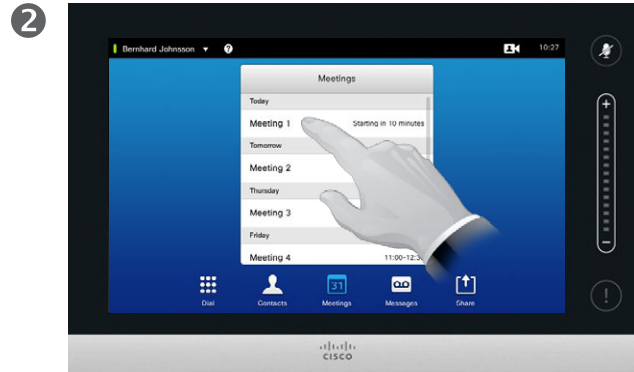 2
Bernhard Johnsson ? 10:27
Meetings
Today
Meeting 1 Starting in 10 minutes
Tomorrow
Meeting 2
Thursday
Meeting 3
Friday
Meeting 4 11:00-12:3
31
Dial Contacts Meetings Messages Share
+
-
!
CISCO